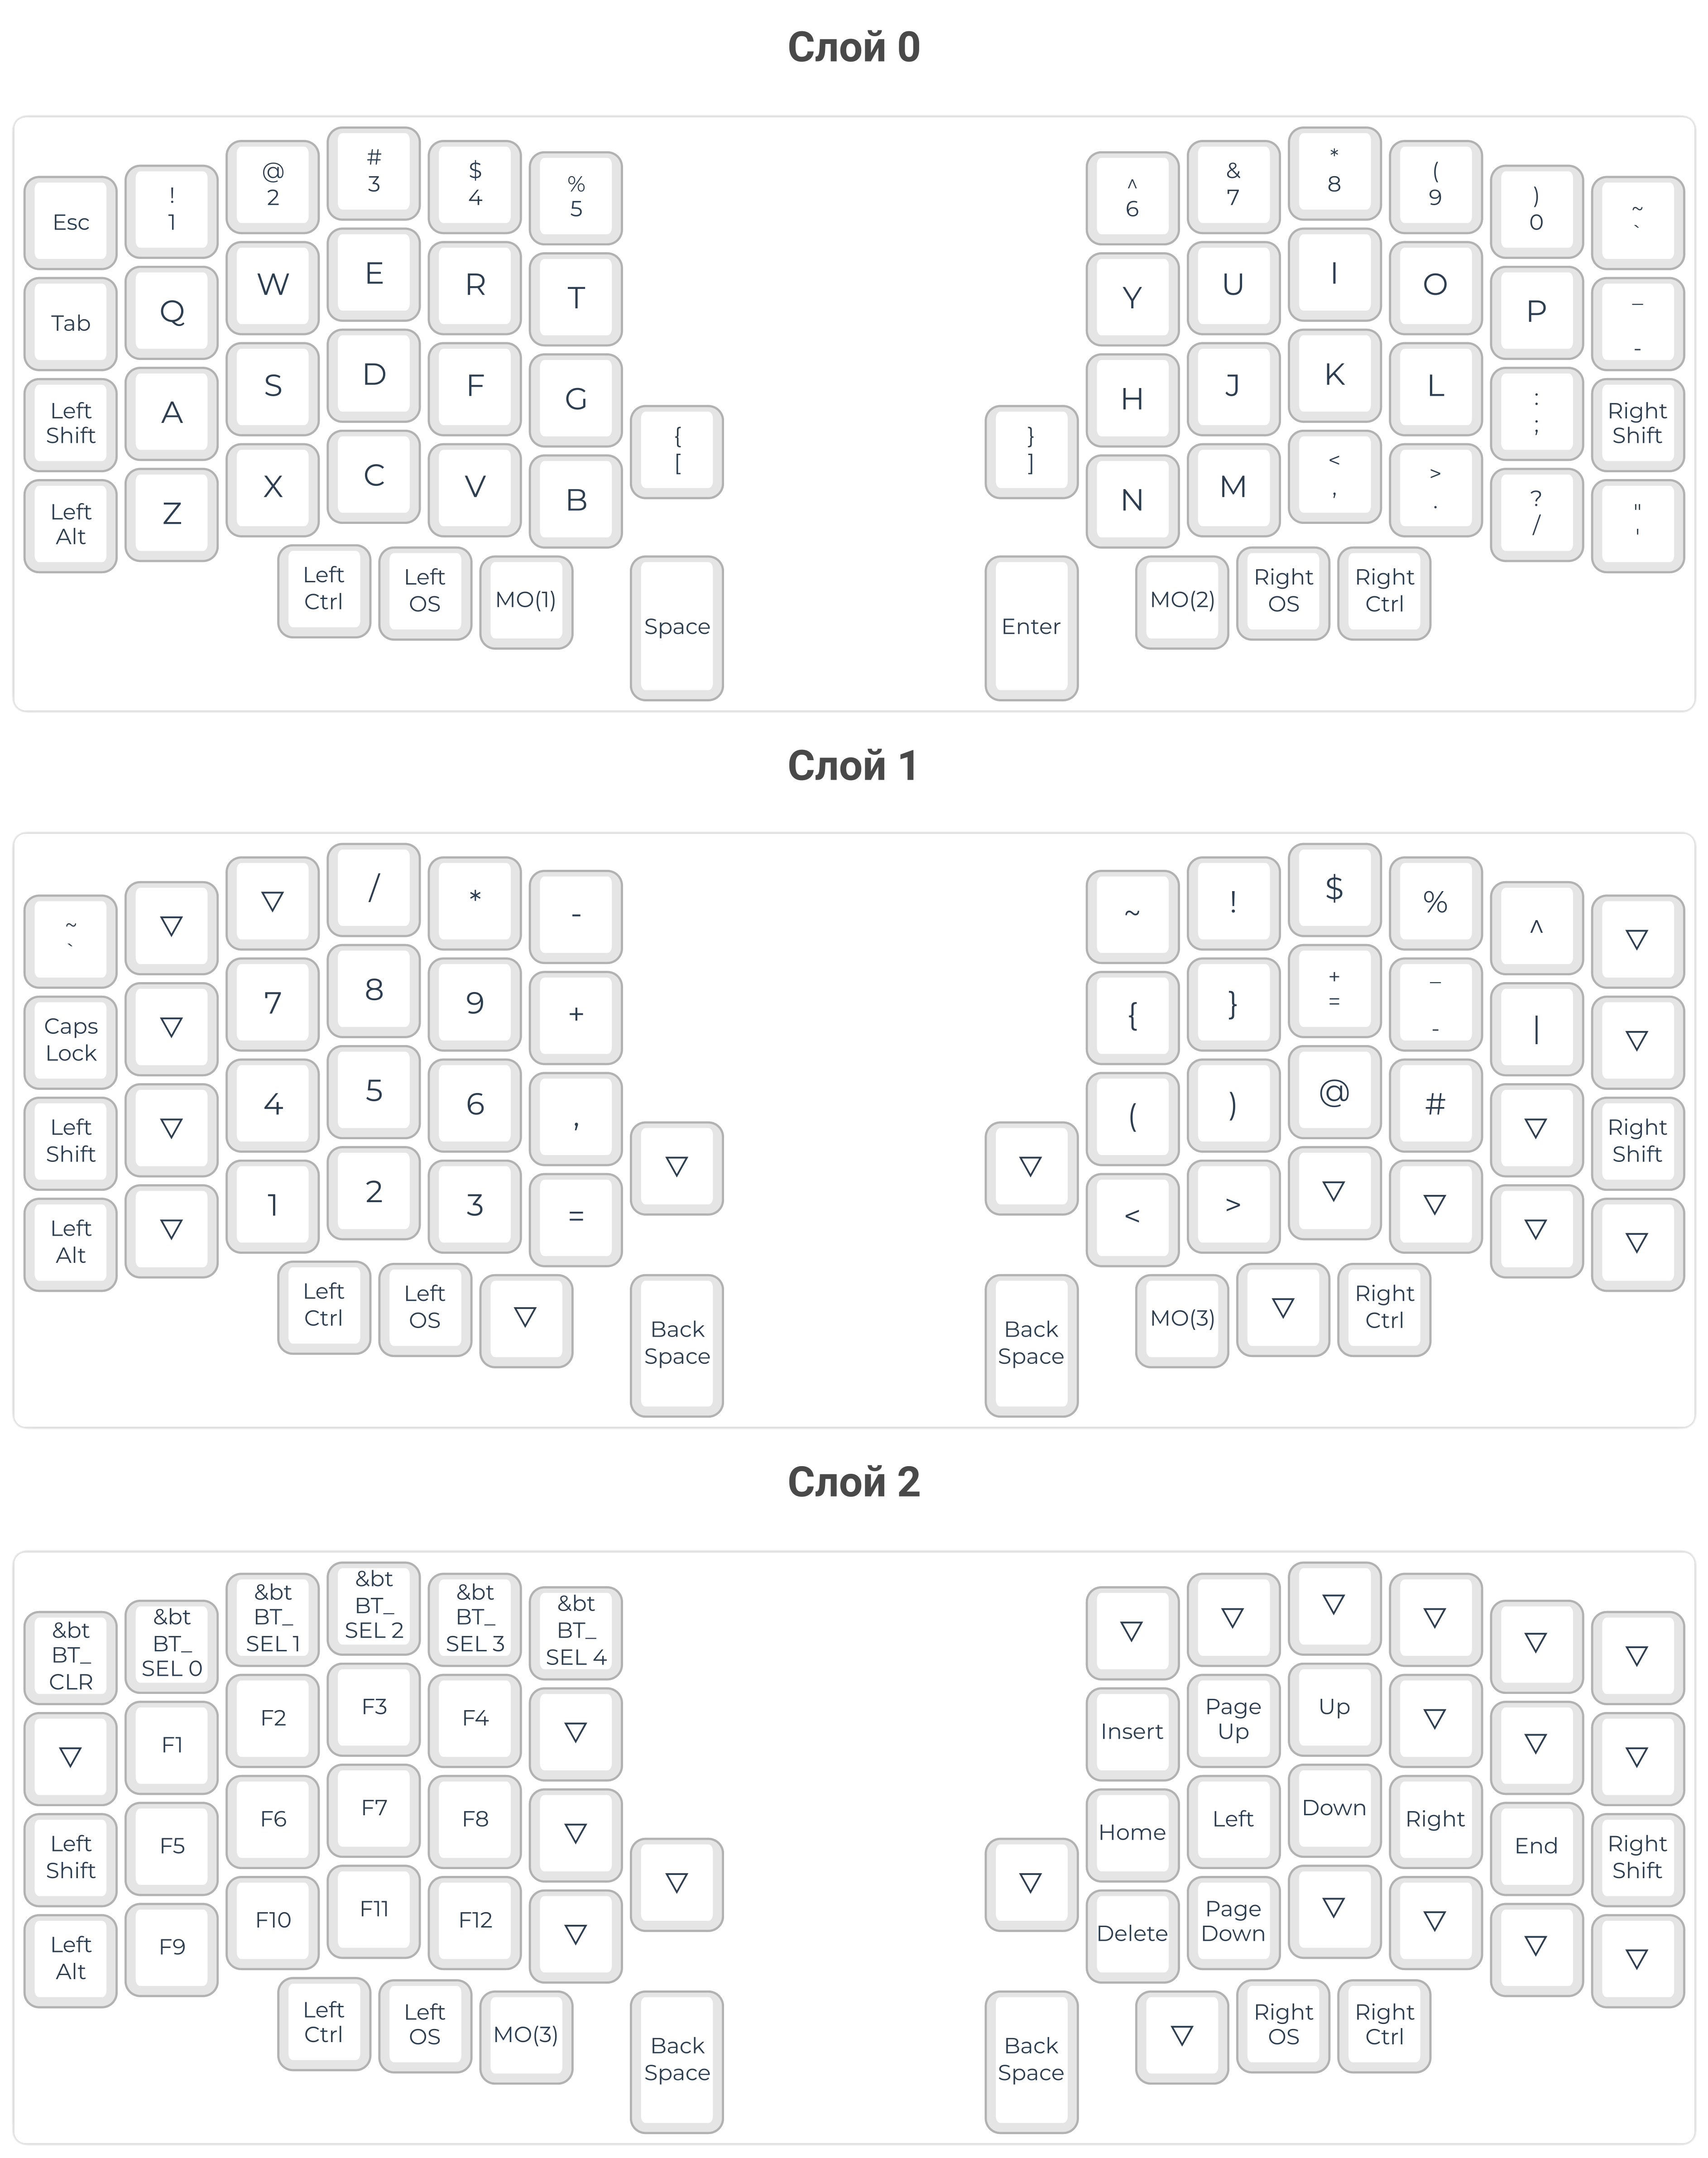 Слой 0
Esc
!
1
@
2
#
3
$
4
%
5
^
6
&
7
*
8
(
9
)
0
~
`
Tab
Q
W
E
R
T
Y
U
I
O
P
_
-
Left
Shift
A
S
D
F
G
{
[
}
]
H
J
K
L
:
;
Right
Shift
Left
Alt
Z
X
C
V
B
N
M
<
,
>
.
?
/
"
'
Left
Ctrl
Left
OS
MO(1)
Space
Enter
MO(2)
Right
OS
Right
Ctrl
Слой 1
~
`
/
*
-
~
!
$
%
^
Caps
Lock
7
8
9
+
{
}
+
=
_
-
|
Left
Shift
4
5
6
,
(
)
@
#
Right
Shift
Left
Alt
1
2
3
=
<
>
Left
Ctrl
Left
OS
Back
Space
Back
Space
MO(3)
Right
Ctrl
Слой 2
&bt
BT_
CLR
&bt
BT_
SEL 0
&bt
BT_
SEL 1
&bt
BT_
SEL 2
&bt
BT_
SEL 3
&bt
BT_
SEL 4
F1
F2
F3
F4
Insert
Page
Up
Up
Left
Shift
F5
F6
F7
F8
Home
Left
Down
Right
End
Right
Shift
Left
Alt
F9
F10
F11
F12
Delete
Page
Down
Left
Ctrl
Left
OS
MO(3)
Back
Space
Back
Space
Right
OS
Right
Ctrl